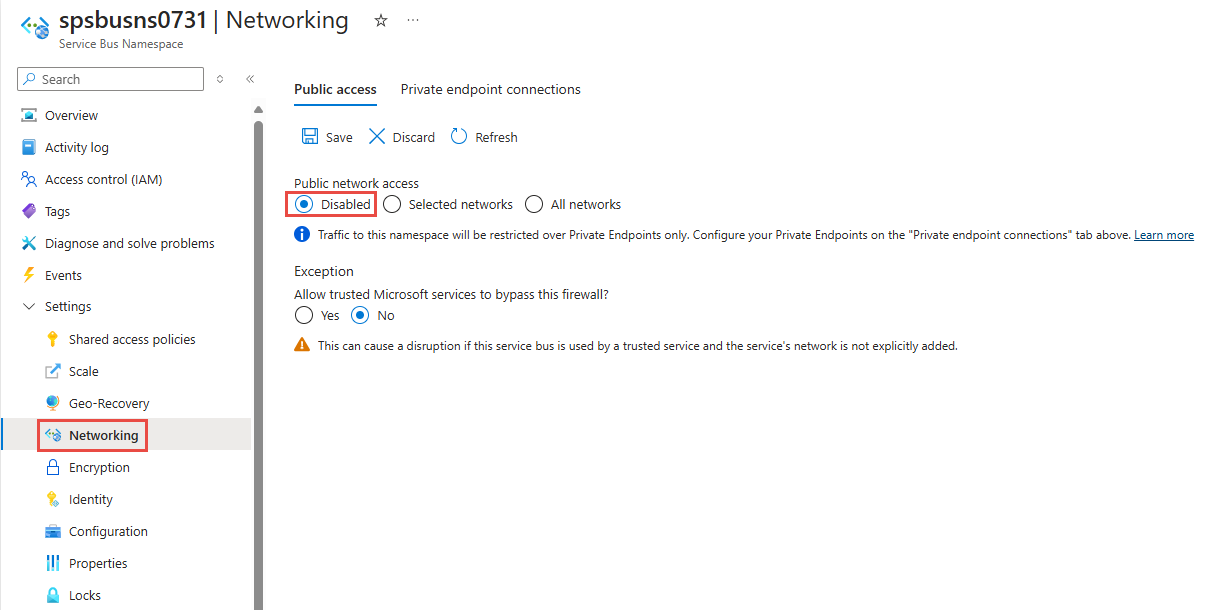 spsbusns0731 | Networking ☆ ···
Service Bus Namespace
Search
Overview
Activity log
Access control (IAM)
Tags
Diagnose and solve problems
Events
Settings
Shared access policies
Scale
Geo-Recovery
Networking
Encryption
Identity
Configuration
Properties
Locks
Public access Private endpoint connections
Save Discard Refresh
Public network access
Disabled Selected networks All networks
Traffic to this namespace will be restricted over Private Endpoints only. Configure your Private Endpoints on the "Private endpoint connections" tab above. Learn more
Exception
Allow trusted Microsoft services to bypass this firewall?
Yes No
This can cause a disruption if this service bus is used by a trusted service and the service's network is not explicitly added.